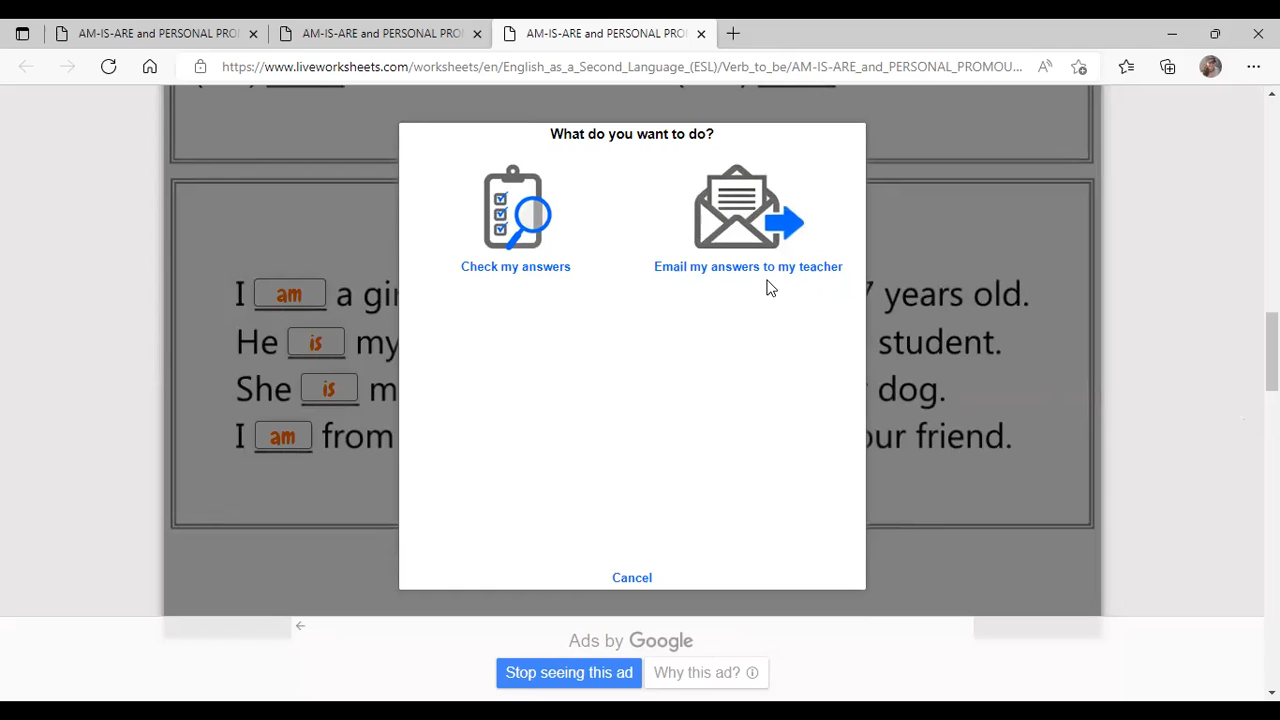 AM-IS-ARE and PERSONAL PRO
AM-IS-ARE and PERSONAL PRO
AM-IS-ARE and PERSONAL PRO
https://www.liveworksheets.com/worksheets/en/English_as_a_Second_Language_(ESL)/Verb_to_be/AM-IS-ARE_and_PERSONAL_PROMOU...
What do you want to do?
Check my answers
Email my answers to my teacher
I am a gir
7 years old.
He is my
student.
She is m
dog.
I am from
our friend.
Cancel
Ads by Google
Stop seeing this ad
Why this ad?